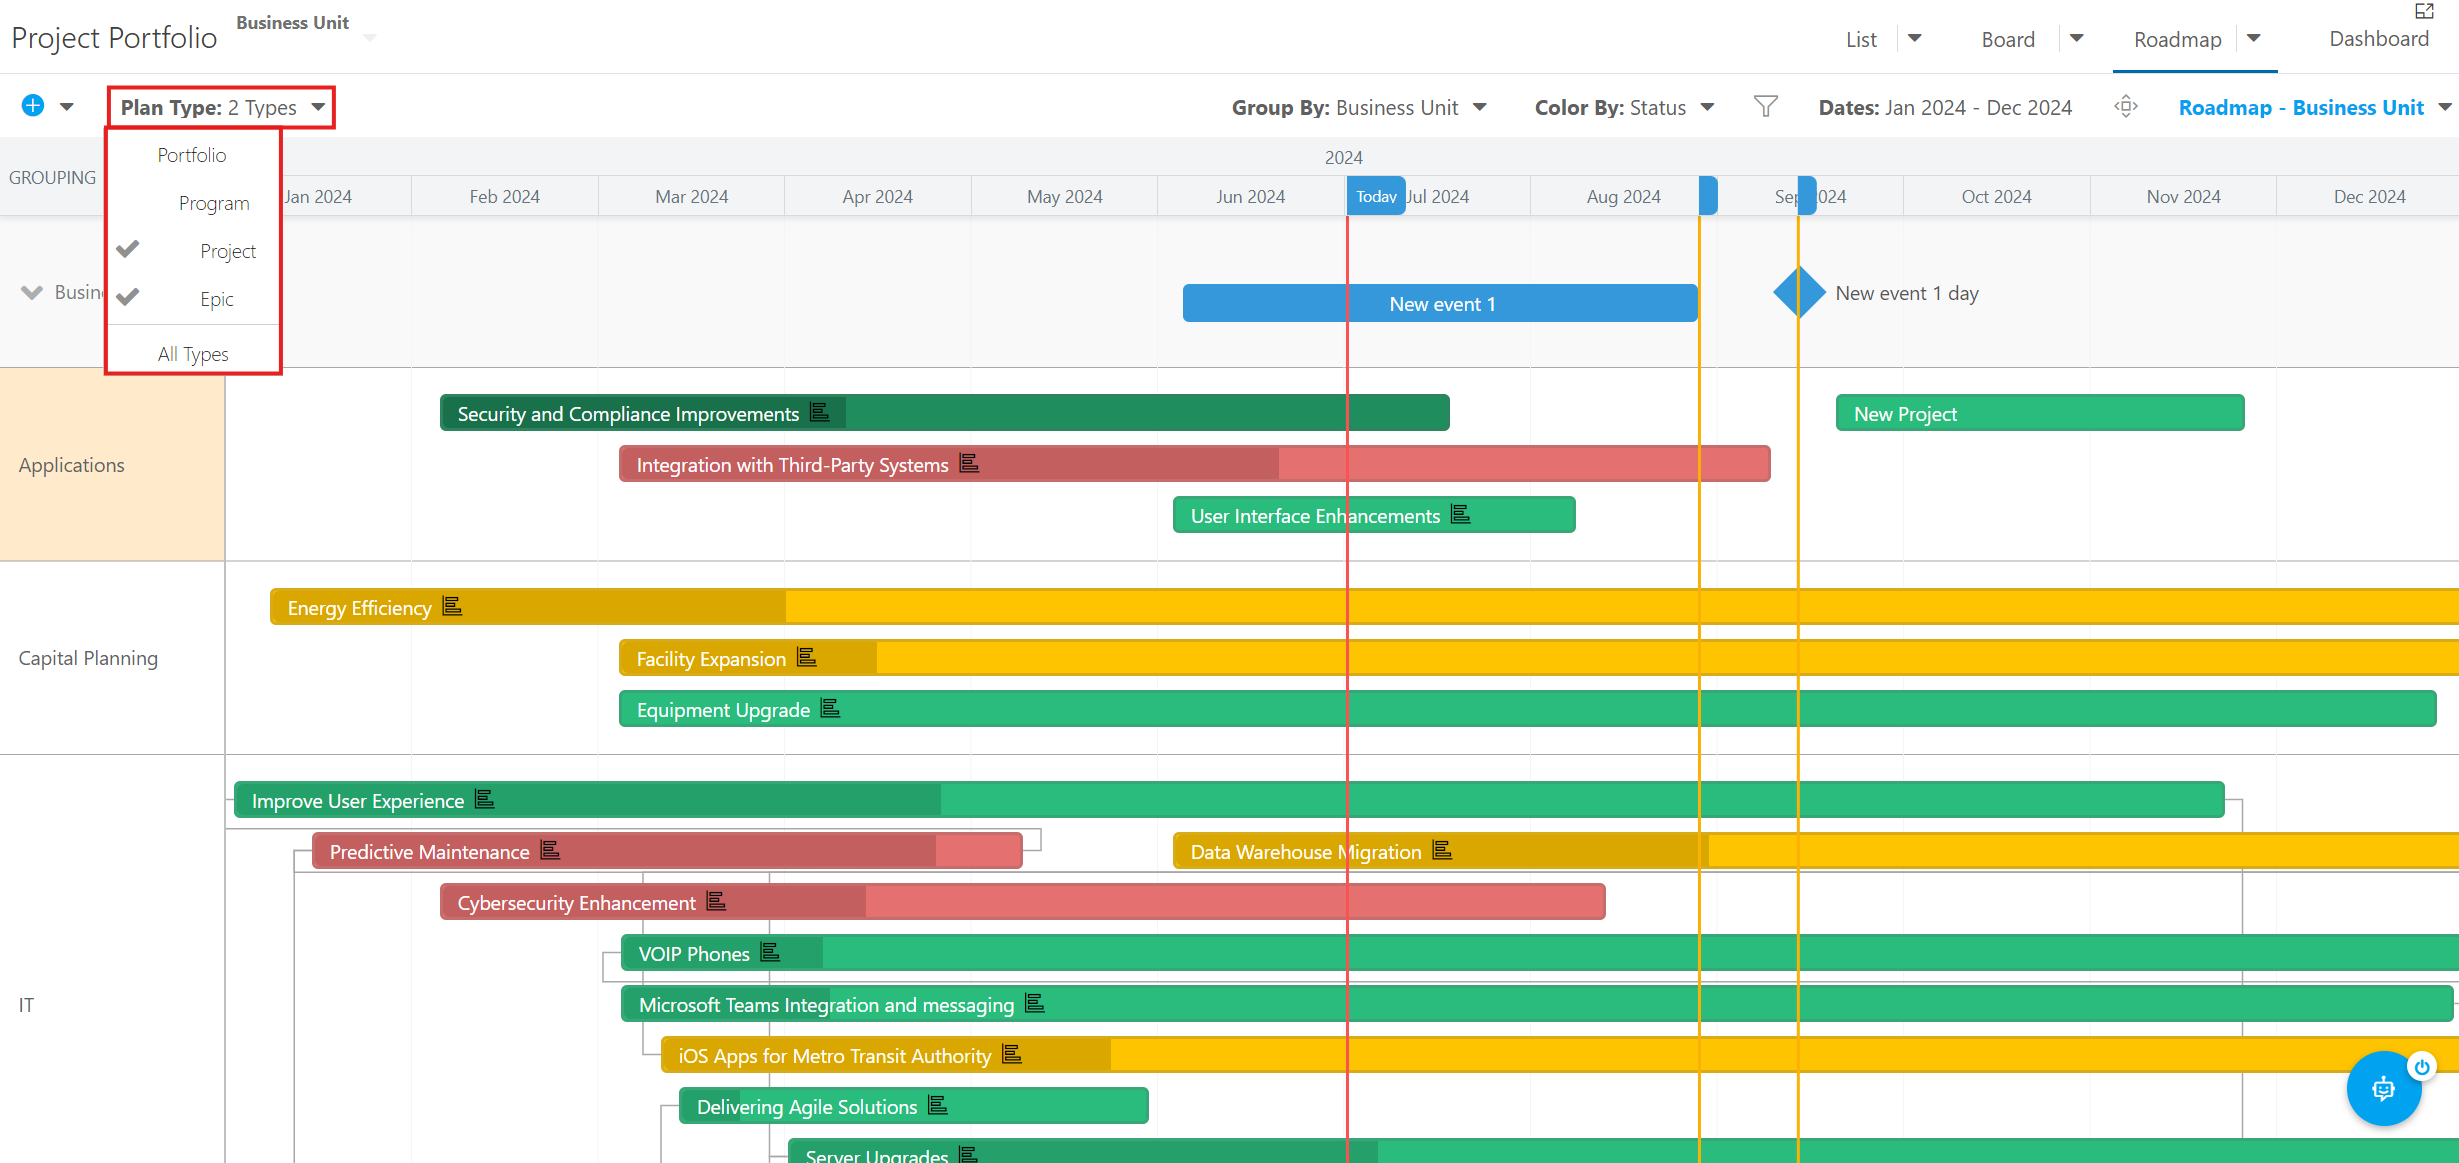 Project Portfolio
Business Unit
List
Board
Roadmap
Dashboard
Plan Type: 2 Types
Group By: Business Unit
Color By: Status
Dates: Jan 2024 - Dec 2024
Roadmap - Business Unit
Portfolio
Program
Project
Epic
All Types
GROUPING
2024
Jan 2024
Feb 2024
Mar 2024
Apr 2024
May 2024
Jun 2024
Today
Jul 2024
Aug 2024
Sep 2024
Oct 2024
Nov 2024
Dec 2024
New event 1
New event 1 day
Applications
Security and Compliance Improvements
New Project
Integration with Third-Party Systems
User Interface Enhancements
Capital Planning
Energy Efficiency
Facility Expansion
Equipment Upgrade
IT
Improve User Experience
Predictive Maintenance
Data Warehouse Migration
Cybersecurity Enhancement
VOIP Phones
Microsoft Teams Integration and messaging
iOS Apps for Metro Transit Authority
Delivering Agile Solutions
Server Upgrades